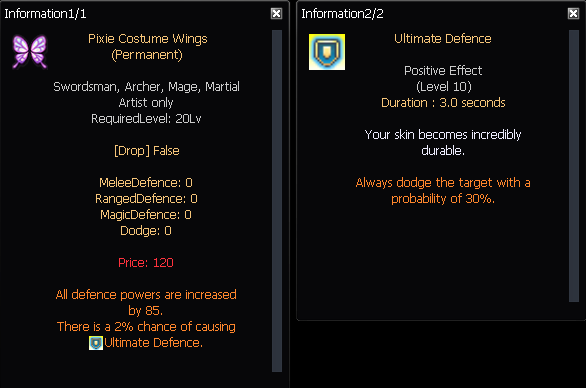 Information1/1
Pixie Costume Wings
(Permanent)
Swordsman, Archer, Mage, Martial
Artist only
RequiredLevel: 20Lv
[Drop] False
MeleeDefence: 0
RangedDefence: 0
MagicDefence: 0
Dodge: 0
Price: 120
All defence powers are increased
by 85.
There is a 2% chance of causing
Ultimate Defence.
Information2/2
Ultimate Defence
Positive Effect
(Level 10)
Duration : 3.0 seconds
Your skin becomes incredibly
durable.
Always dodge the target with a
probability of 30%.